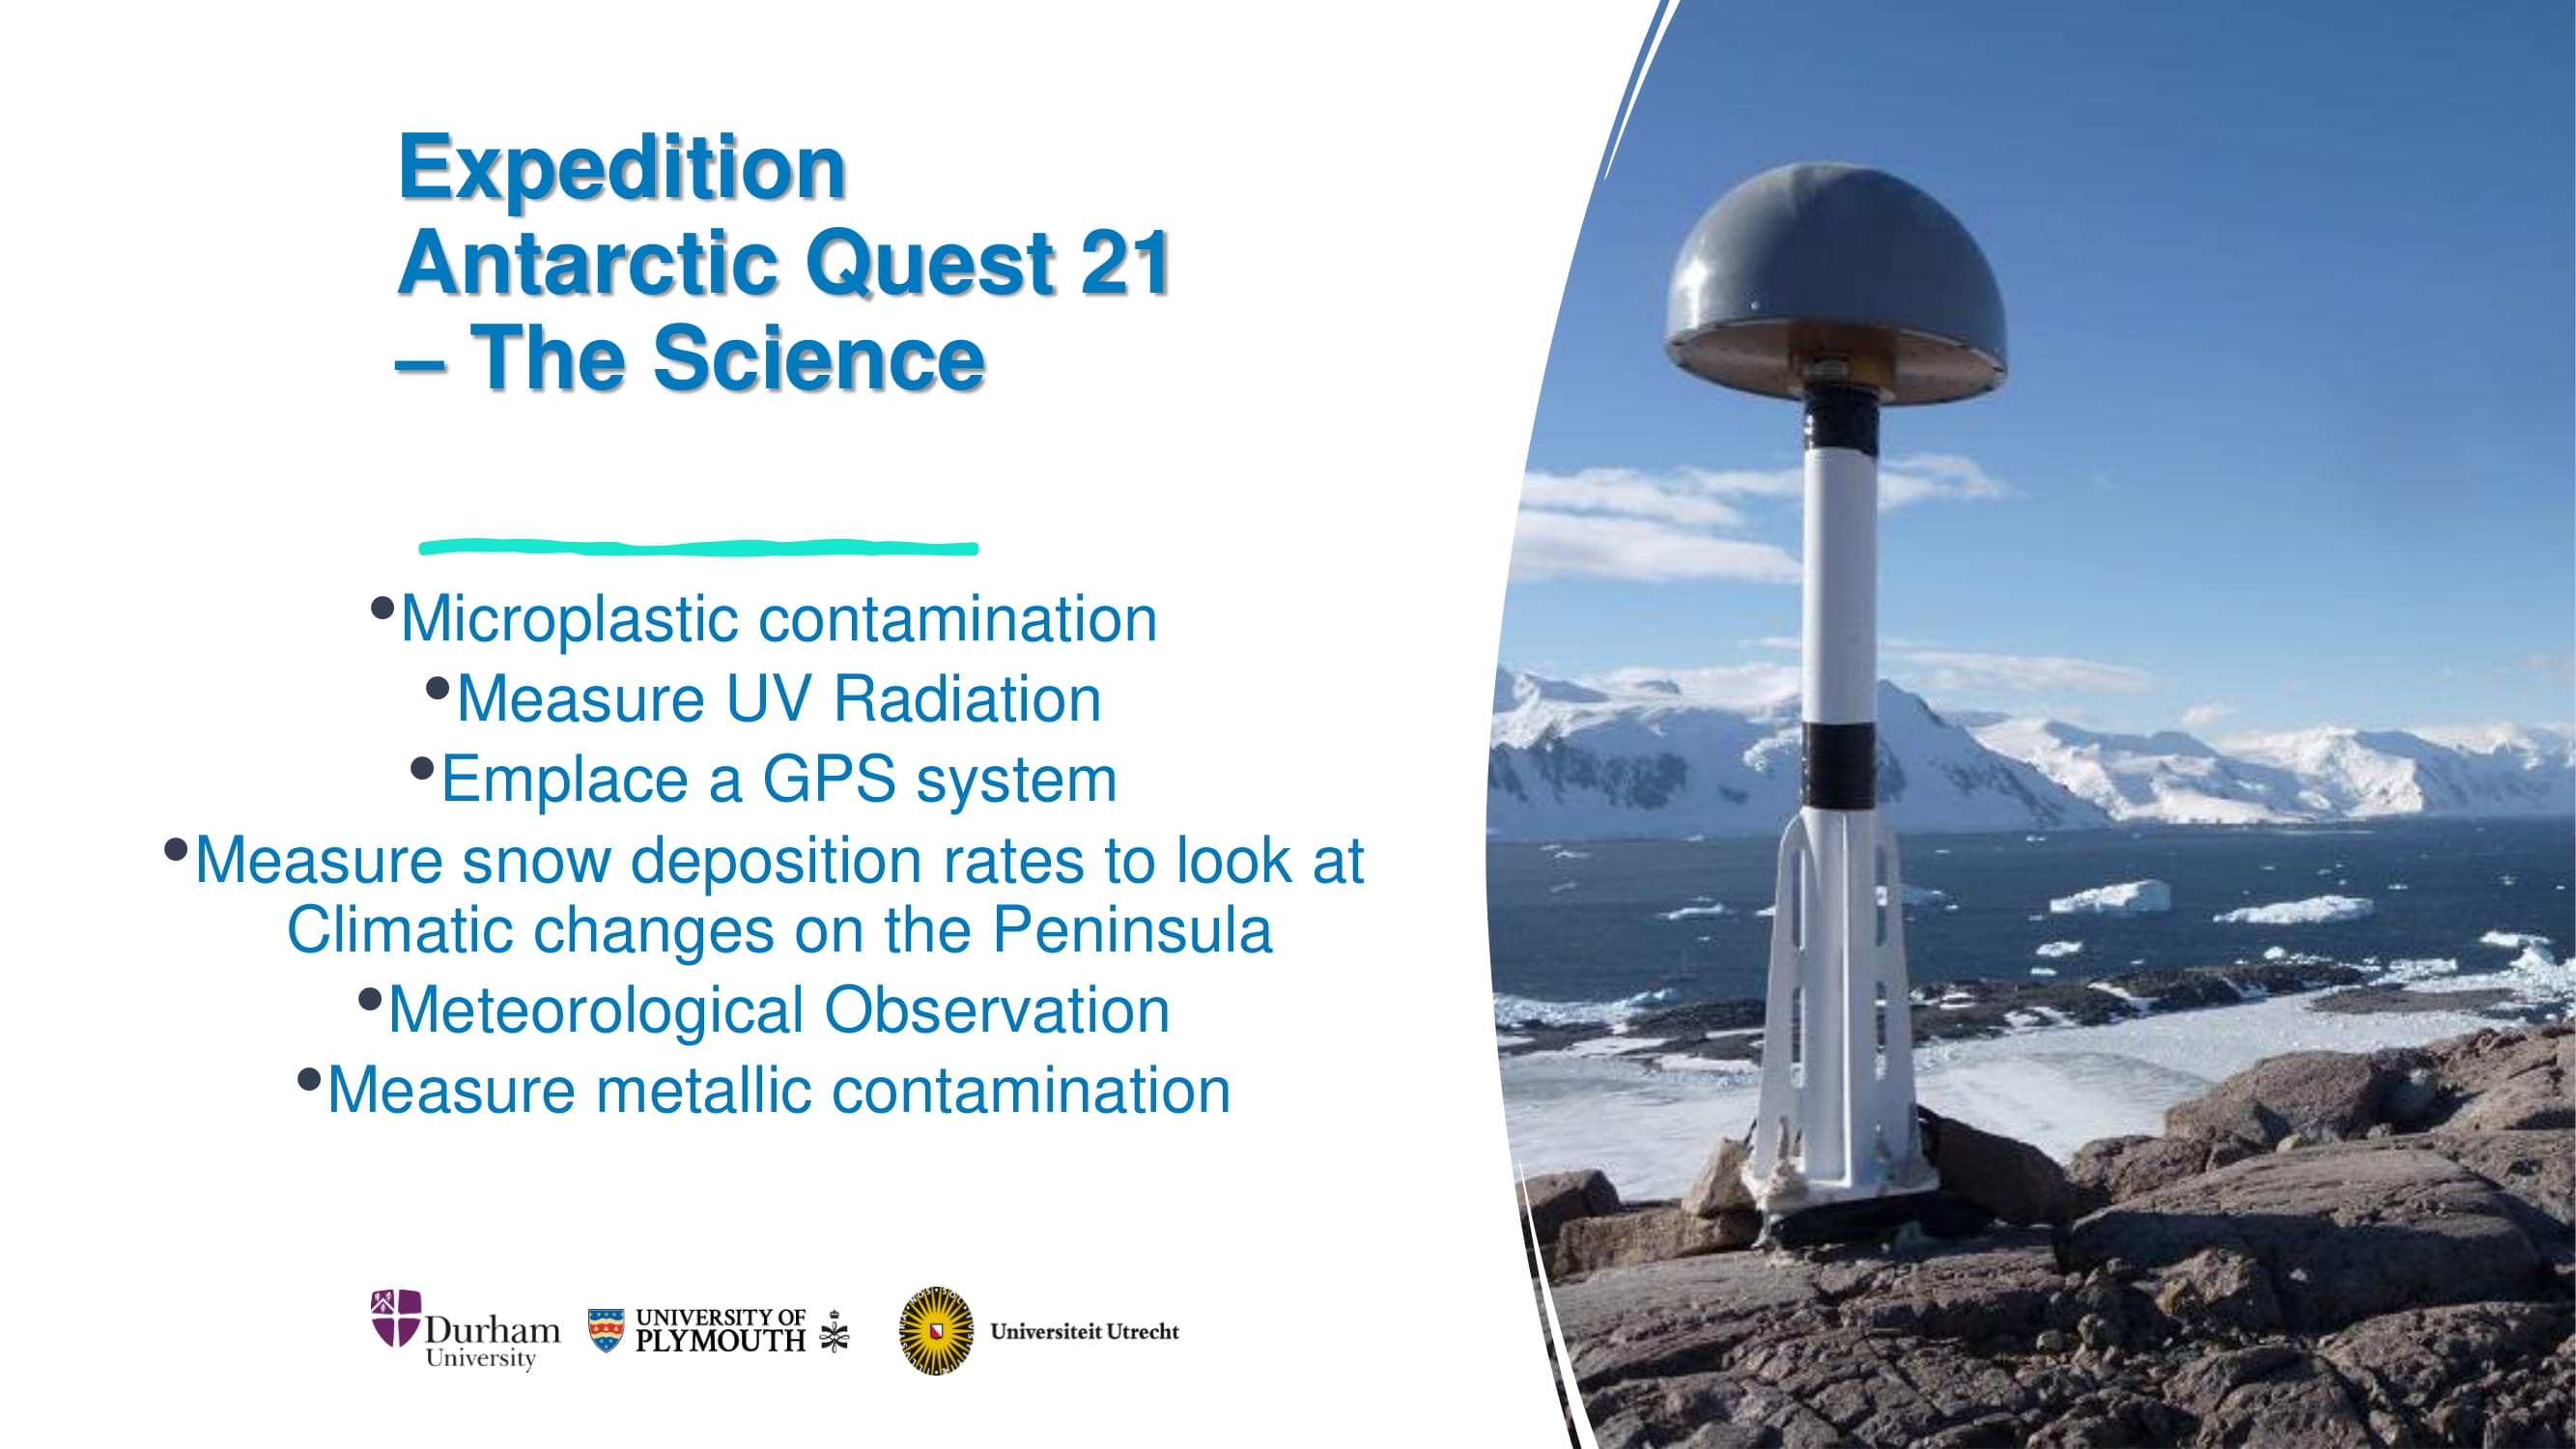 Expedition
Antarctic Quest 21
– The Science
•Microplastic contamination
•Measure UV Radiation
•Emplace a GPS system
•Measure snow deposition rates to look at
Climatic changes on the Peninsula
•Meteorological Observation
•Measure metallic contamination
Durham
University
UNIVERSITY OF
PLYMOUTH
Universiteit Utrecht